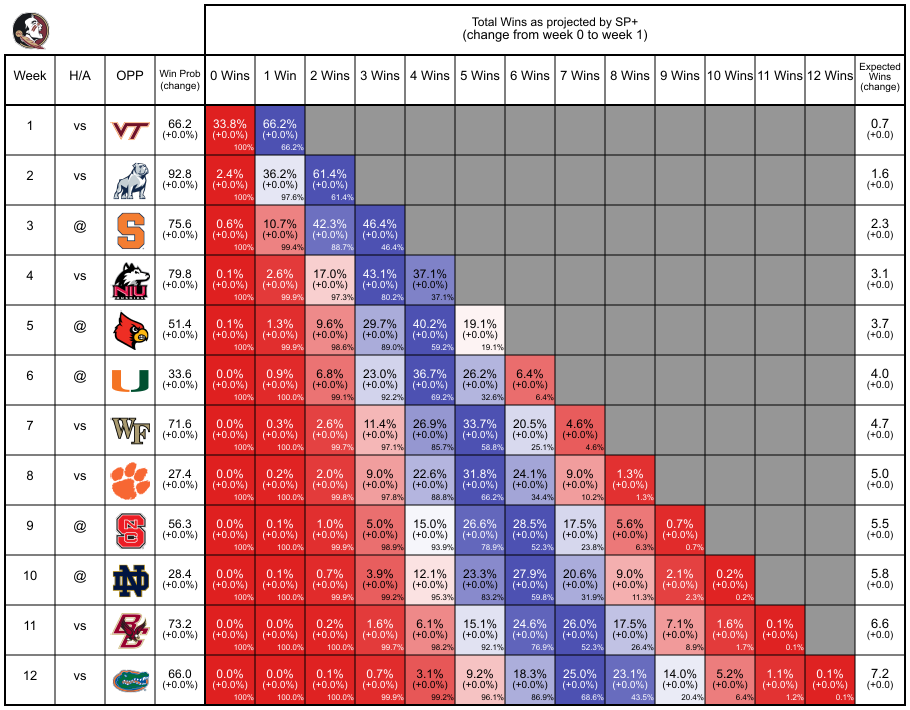 Total Wins as projected by SP+
(change from week 0 to week 1)
Week H/A OPP Win Prob (change) 0 Wins 1 Win 2 Wins 3 Wins 4 Wins 5 Wins 6 Wins 7 Wins 8 Wins 9 Wins 10 Wins 11 Wins 12 Wins Expected Wins (change)
1 vs VT 66.2 33.8% 66.2% 0.7
(+0.0%) (+0.0%) (+0.0%) (+0.0)
100% 66.2%
2 vs 92.8 2.4% 36.2% 61.4% 1.6
(+0.0%) (+0.0%) (+0.0%) (+0.0%) (+0.0)
100% 97.6% 61.4%
3 @ S 75.6 0.6% 10.7% 42.3% 46.4% 2.3
(+0.0%) (+0.0%) (+0.0%) (+0.0%) (+0.0%) (+0.0)
100% 99.4% 88.7% 46.4%
4 vs NIU 79.8 0.1% 2.6% 17.0% 43.1% 37.1% 3.1
(+0.0%) (+0.0%) (+0.0%) (+0.0%) (+0.0%) (+0.0%) (+0.0)
100% 99.9% 97.3% 80.2% 37.1%
5 @ 51.4 0.1% 1.3% 9.6% 29.7% 40.2% 19.1% 3.7
(+0.0%) (+0.0%) (+0.0%) (+0.0%) (+0.0%) (+0.0%) (+0.0%) (+0.0)
100% 99.9% 98.6% 89.0% 59.2% 19.1%
6 @ U 33.6 0.0% 0.9% 6.8% 23.0% 36.7% 26.2% 6.4% 4.0
(+0.0%) (+0.0%) (+0.0%) (+0.0%) (+0.0%) (+0.0%) (+0.0%) (+0.0%) (+0.0)
100% 100.0% 99.1% 92.2% 69.2% 32.6% 6.4%
7 vs WF 71.6 0.0% 0.3% 2.6% 11.4% 26.9% 33.7% 20.5% 4.6% 4.7
(+0.0%) (+0.0%) (+0.0%) (+0.0%) (+0.0%) (+0.0%) (+0.0%) (+0.0%) (+0.0%) (+0.0)
100% 100.0% 99.7% 97.1% 85.7% 58.8% 25.1% 4.6%
8 vs 27.4 0.0% 0.2% 2.0% 9.0% 22.6% 31.8% 24.1% 9.0% 1.3% 5.0
(+0.0%) (+0.0%) (+0.0%) (+0.0%) (+0.0%) (+0.0%) (+0.0%) (+0.0%) (+0.0%) (+0.0%) (+0.0)
100% 100.0% 99.8% 97.8% 88.8% 66.2% 34.4% 10.2% 1.3%
9 @ NCS 56.3 0.0% 0.1% 1.0% 5.0% 15.0% 26.6% 28.5% 17.5% 5.6% 0.7% 5.5
(+0.0%) (+0.0%) (+0.0%) (+0.0%) (+0.0%) (+0.0%) (+0.0%) (+0.0%) (+0.0%) (+0.0%) (+0.0%) (+0.0)
100% 100.0% 99.9% 98.9% 93.9% 78.9% 52.3% 23.8% 6.3% 0.7%
10 @ ND 28.4 0.0% 0.1% 0.7% 3.9% 12.1% 23.3% 27.9% 20.6% 9.0% 2.1% 0.2% 5.8
(+0.0%) (+0.0%) (+0.0%) (+0.0%) (+0.0%) (+0.0%) (+0.0%) (+0.0%) (+0.0%) (+0.0%) (+0.0%) (+0.0%) (+0.0)
100% 100.0% 99.9% 99.2% 95.3% 83.2% 59.8% 31.9% 11.3% 2.3% 0.2%
11 vs BC 73.2 0.0% 0.0% 0.2% 1.6% 6.1% 15.1% 24.6% 26.0% 17.5% 7.1% 1.6% 0.1% 6.6
(+0.0%) (+0.0%) (+0.0%) (+0.0%) (+0.0%) (+0.0%) (+0.0%) (+0.0%) (+0.0%) (+0.0%) (+0.0%) (+0.0%) (+0.0%) (+0.0)
100% 100.0% 100.0% 99.8% 98.2% 92.1% 76.9% 52.3% 26.4% 8.9% 1.7% 0.1%
12 vs 66.0 0.0% 0.0% 0.1% 0.7% 3.1% 9.2% 18.3% 25.0% 23.1% 14.0% 5.2% 1.1% 0.1% 7.2
(+0.0%) (+0.0%) (+0.0%) (+0.0%) (+0.0%) (+0.0%) (+0.0%) (+0.0%) (+0.0%) (+0.0%) (+0.0%) (+0.0%) (+0.0%) (+0.0%) (+0.0)
100% 100.0% 100.0% 99.9% 99.2% 96.1% 86.9% 68.6% 43.5% 20.4% 6.4% 1.2% 0.1%